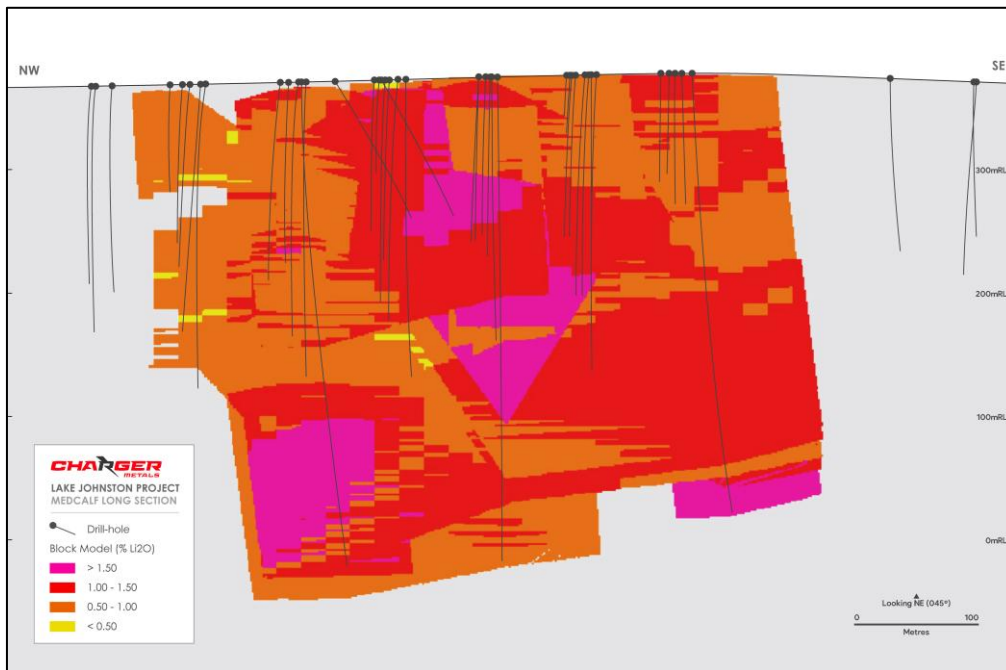 NW
SE
300mRL
200mRL
100mRL
0mRL
CHARGER
METALS
LAKE JOHNSTON PROJECT
MEDCALF LONG SECTION
Drill-hole
Block Model (% Li2O)
> 1.50
1.00 - 1.50
0.50 - 1.00
< 0.50
Looking NE (045°)
0 100
Metres